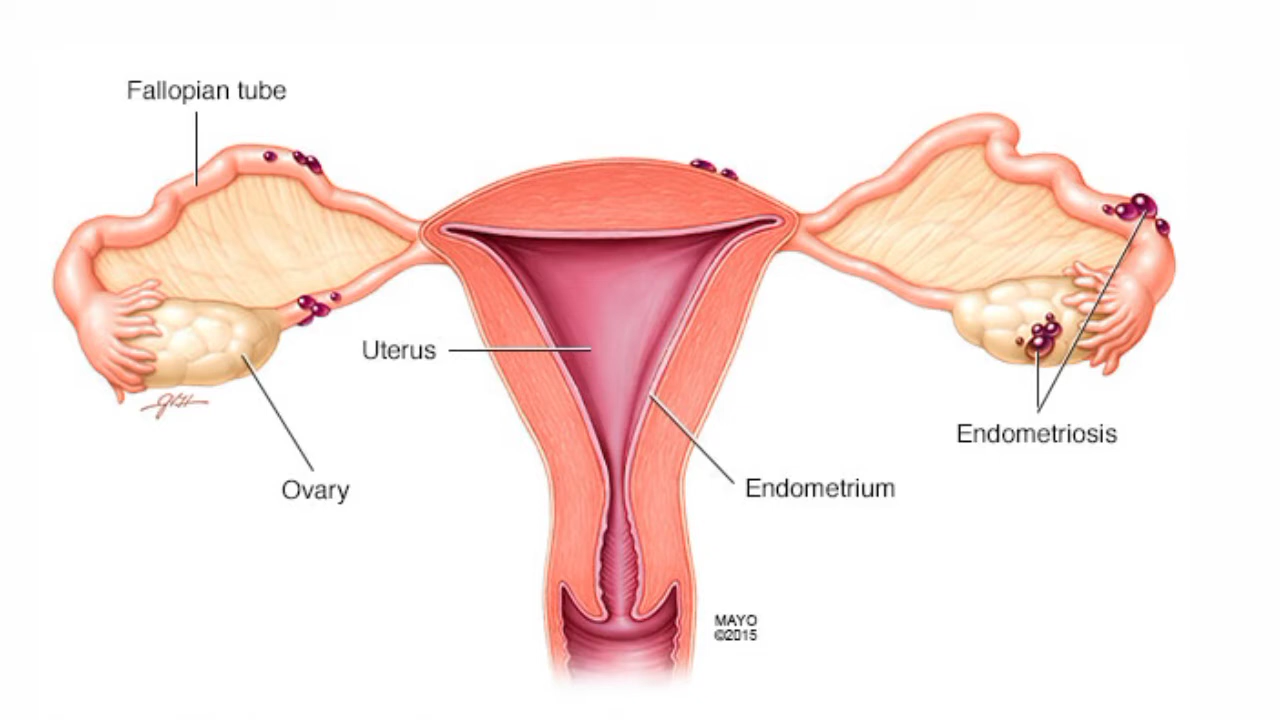 Fallopian tube
Uterus
Endometriosis
Ovary
Endometrium
MAYO
©2015